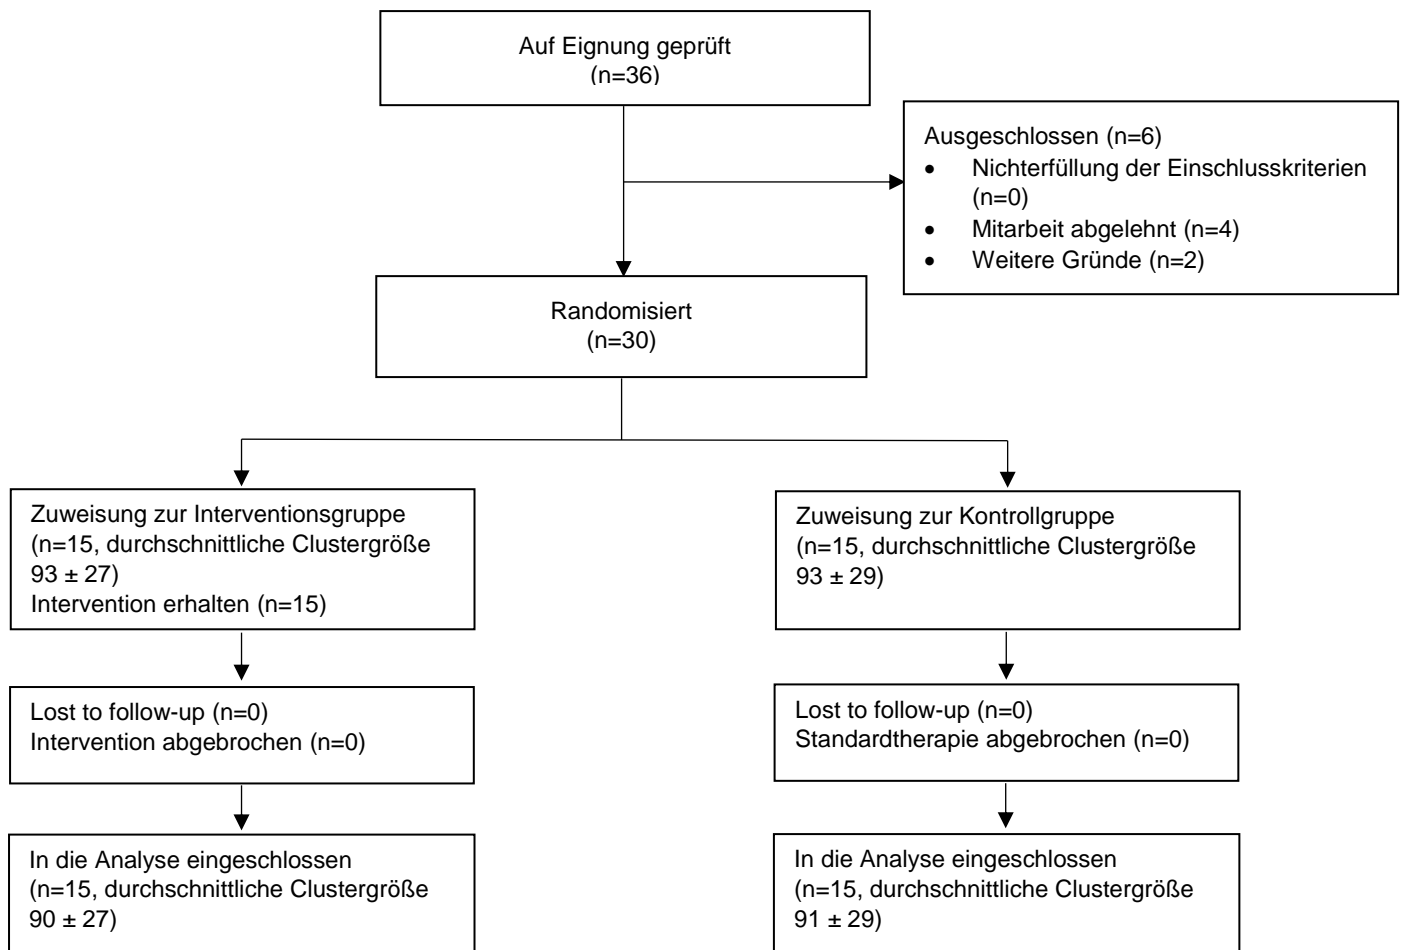 Auf Eignung geprüft
(n=36)
Ausgeschlossen (n=6)
• Nichterfüllung der Einschlusskriterien
(n=0)
• Mitarbeit abgelehnt (n=4)
• Weitere Gründe (n=2)
Randomisiert
(n=30)
Zuweisung zur Interventionsgruppe
(n=15, durchschnittliche Clustergröße
93 ± 27)
Intervention erhalten (n=15)
Zuweisung zur Kontrollgruppe
(n=15, durchschnittliche Clustergröße
93 ± 29)
Lost to follow-up (n=0)
Intervention abgebrochen (n=0)
Lost to follow-up (n=0)
Standardtherapie abgebrochen (n=0)
In die Analyse eingeschlossen
(n=15, durchschnittliche Clustergröße
90 ± 27)
In die Analyse eingeschlossen
(n=15, durchschnittliche Clustergröße
91 ± 29)